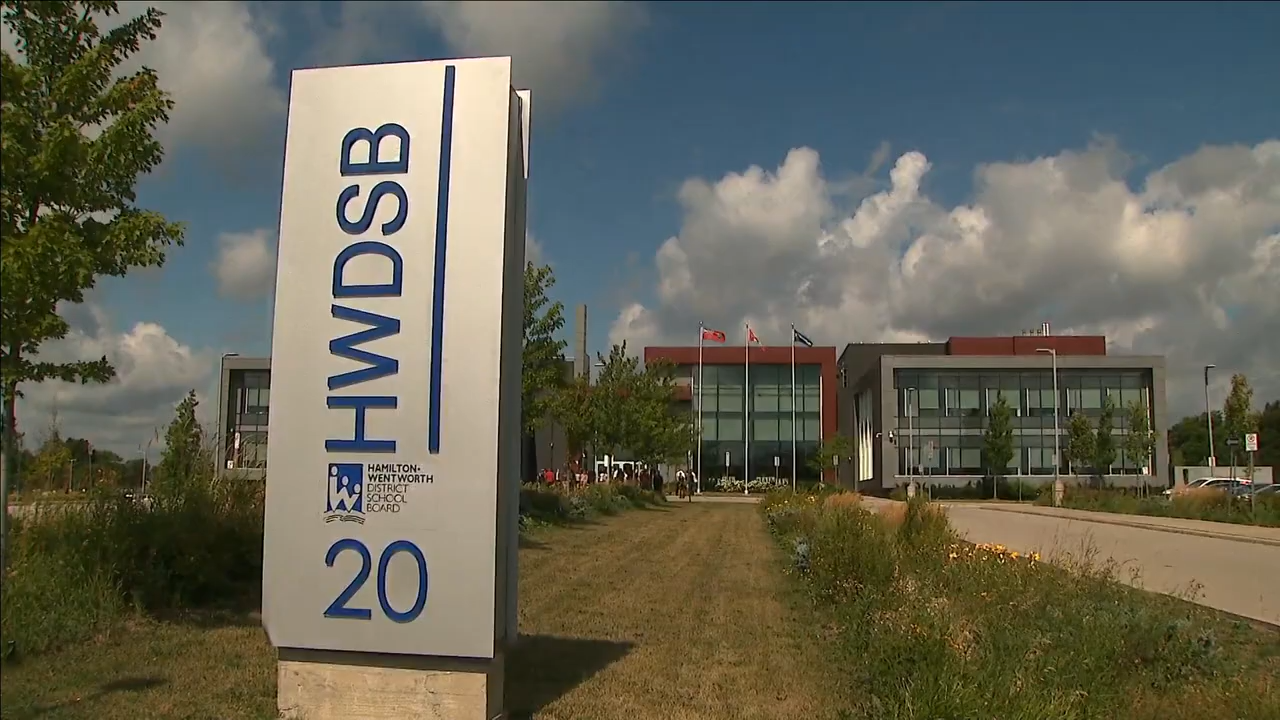 HWDSB
HAMILTON-
WENTWORTH
DISTRICT
SCHOOL
BOARD
20